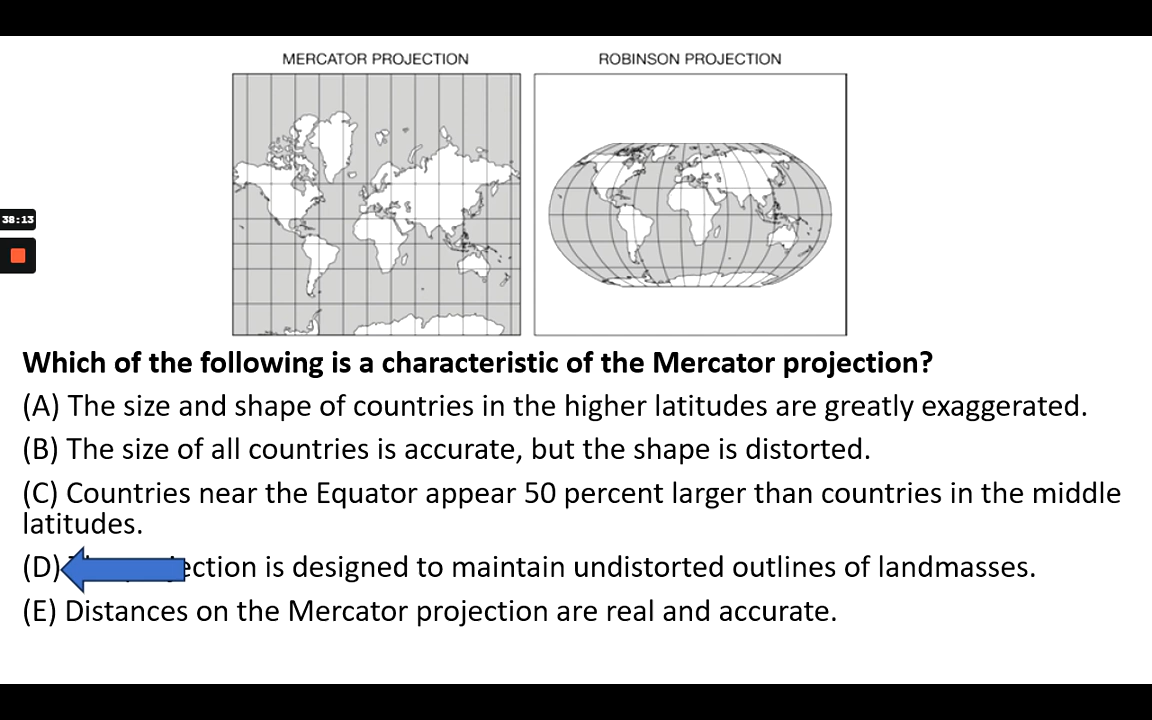 MERCATOR PROJECTION
ROBINSON PROJECTION
38:13
Which of the following is a characteristic of the Mercator projection?
(A) The size and shape of countries in the higher latitudes are greatly exaggerated.
(B) The size of all countries is accurate, but the shape is distorted.
(C) Countries near the Equator appear 50 percent larger than countries in the middle
latitudes.
(D) ection is designed to maintain undistorted outlines of landmasses.
(E) Distances on the Mercator projection are real and accurate.